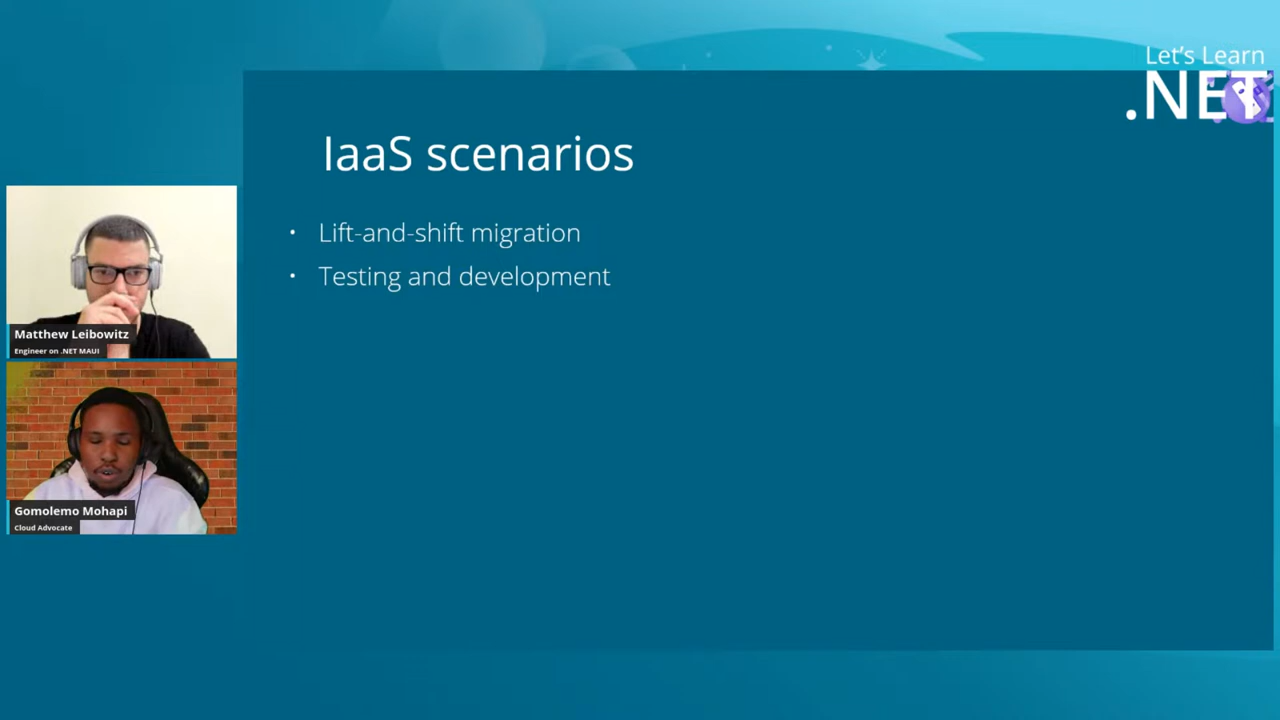 Let's Learn
.NET
IaaS scenarios
• Lift-and-shift migration
• Testing and development
Matthew Leibowitz
Engineer on .NET MAUI
Gomolemo Mohapi
Cloud Advocate